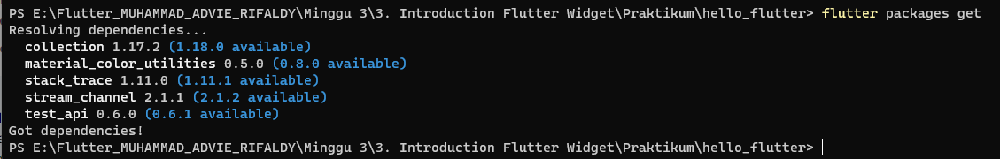 PS E:\Flutter_MUHAMMAD_ADVIE_RIFALDY\Minggu 3\3. Introduction Flutter Widget\Praktikum\hello_flutter> flutter packages get
Resolving dependencies...
  collection 1.17.2 (1.18.0 available)
  material_color_utilities 0.5.0 (0.8.0 available)
  stack_trace 1.11.0 (1.11.1 available)
  stream_channel 2.1.1 (2.1.2 available)
  test_api 0.6.0 (0.6.1 available)
Got dependencies!
PS E:\Flutter_MUHAMMAD_ADVIE_RIFALDY\Minggu 3\3. Introduction Flutter Widget\Praktikum\hello_flutter>